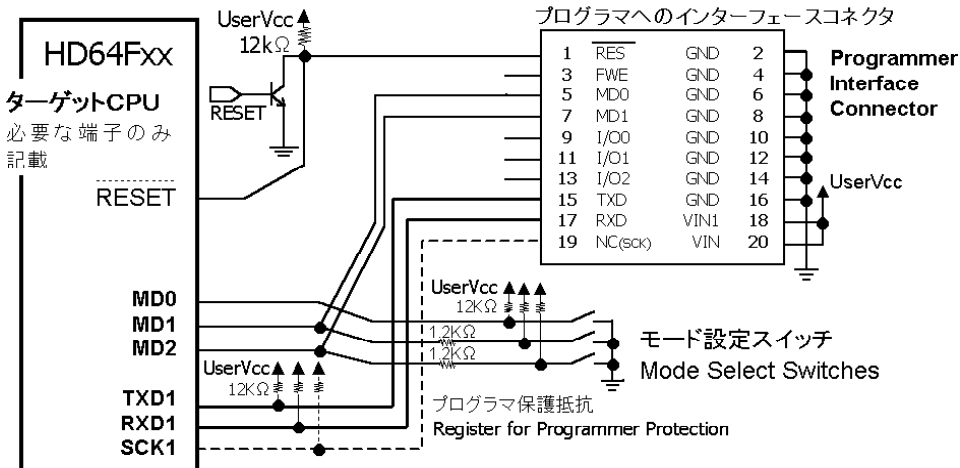 プログラマへのインターフェースコネクタ
UserVcc
12kΩ
HD64Fxx
ターゲットCPU
必要な端子のみ
記載
RESET
RESET
1 RES GND 2
3 FWE GND 4
5 MD0 GND 6
7 MD1 GND 8
9 I/O0 GND 10
11 I/O1 GND 12
13 I/O2 GND 14
15 TXD GND 16
17 RXD VIN1 18
19 NC(SCK) VIN 20
Programmer
Interface
Connector
UserVcc
MD0
MD1
MD2
UserVcc
12KΩ
1.2KΩ
1.2KΩ
モード設定スイッチ
Mode Select Switches
UserVcc
12KΩ
TXD1
RXD1
SCK1
プログラマ保護抵抗
Register for Programmer Protection